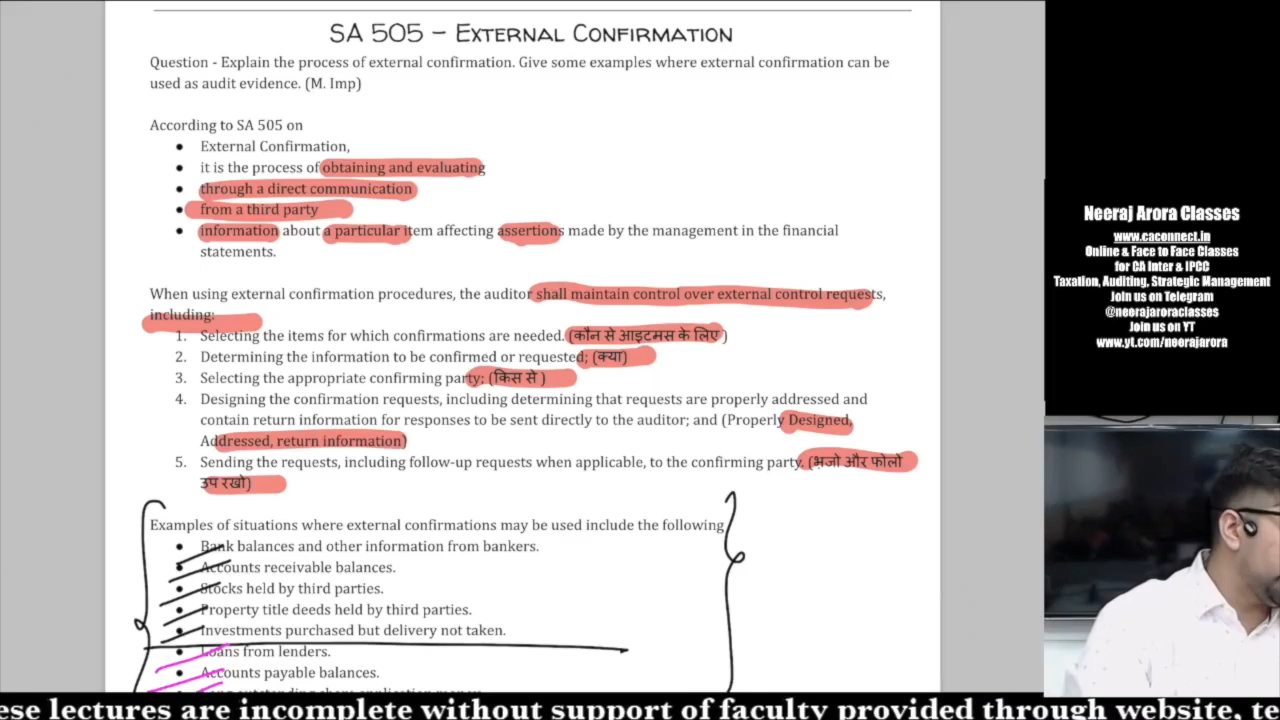 SA 505 – External Confirmation
Question - Explain the process of external confirmation. Give some examples where external confirmation can be
used as audit evidence. (M. Imp)
According to SA 505 on
• External Confirmation,
• it is the process of obtaining and evaluating
• through a direct communication
• from a third party
• information about a particular item affecting assertions made by the management in the financial
statements.
When using external confirmation procedures, the auditor shall maintain control over external control requests,
including:
1. Selecting the items for which confirmations are needed. (कौन से आइटमस के लिए )
2. Determining the information to be confirmed or requested; (क्या)
3. Selecting the appropriate confirming party; (किस से )
4. Designing the confirmation requests, including determining that requests are properly addressed and
contain return information for responses to be sent directly to the auditor; and (Properly Designed,
Addressed, return information)
5. Sending the requests, including follow-up requests when applicable, to the confirming party. (भजो और फोलो
उप रखो)
Examples of situations where external confirmations may be used include the following
• Bank balances and other information from bankers.
• Accounts receivable balances.
• Stocks held by third parties.
• Property title deeds held by third parties.
• Investments purchased but delivery not taken.
• Loans from lenders.
• Accounts payable balances.
Neeraj Arora Classes
www.caconnect.in
Online & Face to Face Classes
for CA Inter & IPCC
Taxation, Auditing, Strategic Management
Join us on Telegram
@neerajaroraclasses
Join us on YT
www.yt.com/neerajarora
ese lectures are incomplete without support of faculty provided through website, te